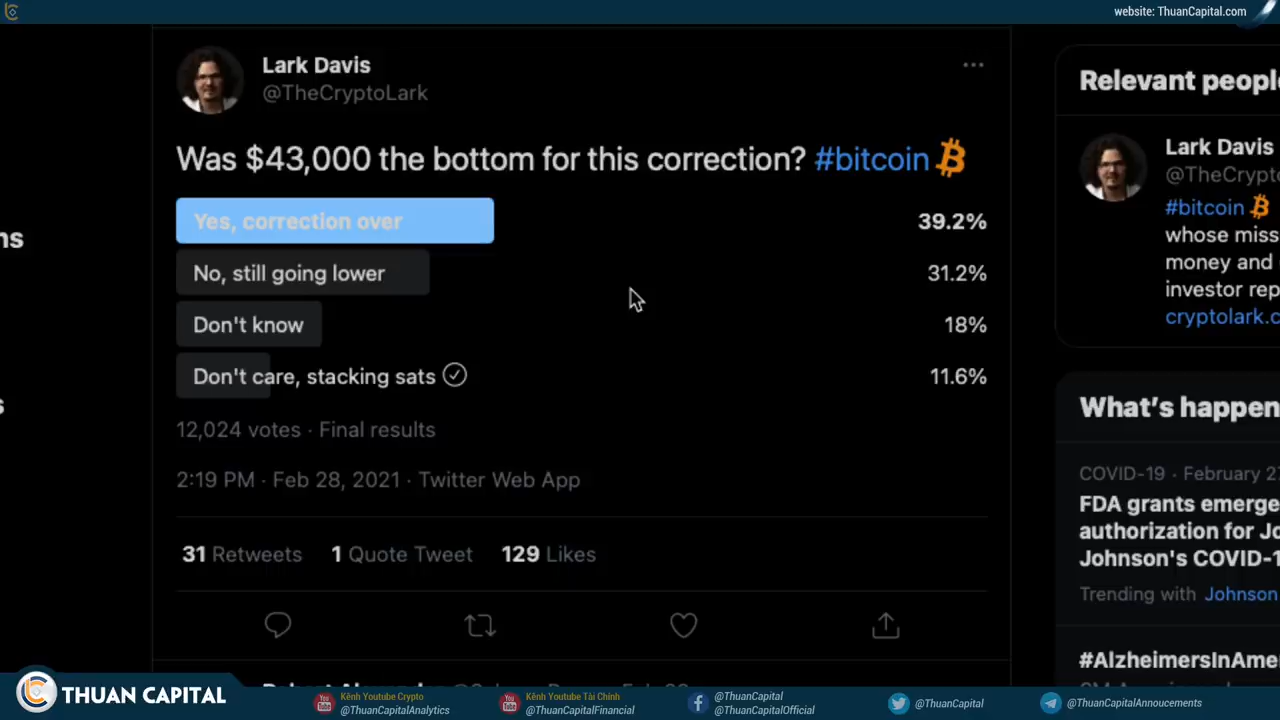 website: ThuanCapital.com
Lark Davis
@TheCryptoLark
Was $43,000 the bottom for this correction? #bitcoin
Yes, correction over 39.2%
No, still going lower 31.2%
Don't know 18%
Don't care, stacking sats 11.6%
12,024 votes · Final results
2:19 PM · Feb 28, 2021 · Twitter Web App
31 Retweets 1 Quote Tweet 129 Likes
Relevant people
Lark Davis
@TheCrypto
#bitcoin
whose miss
money and
investor rep
cryptolark.c
What's happen
COVID-19 · February 27
FDA grants emerge
authorization for Jo
Johnson's COVID-1
Trending with Johnson
#AlzheimersInAme
THUAN CAPITAL
Kênh Youtube Crypto
@ThuanCapitalAnalytics
Kênh Youtube Tài Chính
@ThuanCapitalFinancial
@ThuanCapital
@ThuanCapitalOfficial
@ThuanCapital
@ThuanCapitalAnnoucements